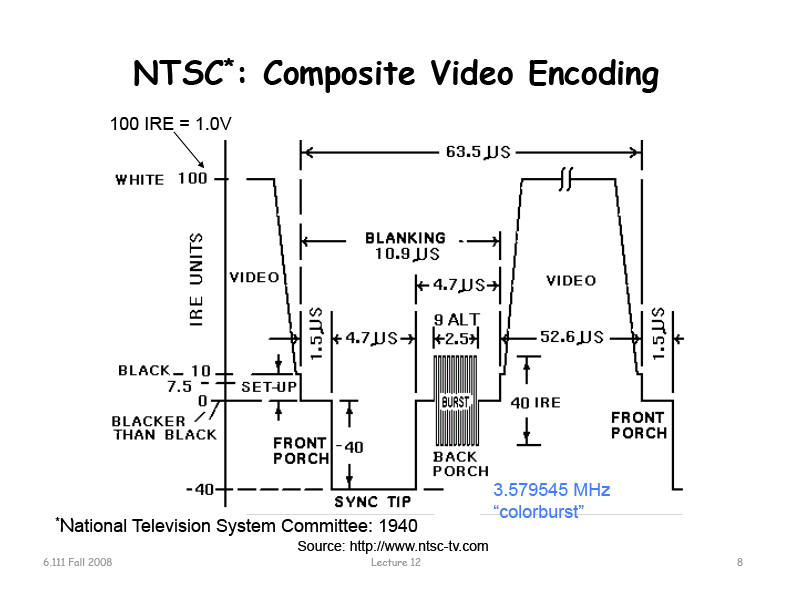 NTSC*: Composite Video Encoding
100 IRE = 1.0V
63.5 US
WHITE 100
BLANKING
10.9 US
IRE UNITS
VIDEO
4.7 US
VIDEO
9 ALT
1.5 US
4.7 US
2.5
52.6 US
1.5 US
BLACK 10
7.5
SET-UP
0
BURST
40 IRE
BLACKER
THAN BLACK
FRONT
PORCH
-40
BACK
PORCH
FRONT
PORCH
-40
SYNC TIP
3.579545 MHz
“colorburst”
*National Television System Committee: 1940
Source: http://www.ntsc-tv.com
6.111 Fall 2008
Lecture 12
8